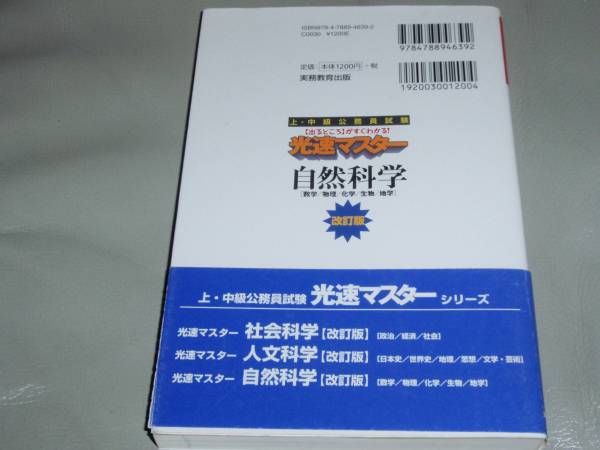 ISBN978-4-7889-4639-2
C0030 ¥1200E
定価 本体1200円 +税
実務教育出版
9784788946392
1920030012004
上・中級公務員試験
【出るところ】がすぐわかる!
光速マスター
自然科学
[数学/物理/化学/生物/地学]
改訂版
上・中級公務員試験 光速マスター シリーズ
光速マスター 社会科学【改訂版】 [政治/経済/社会]
光速マスター 人文科学【改訂版】 [日本史/世界史/地理/思想/文学・芸術]
光速マスター 自然科学【改訂版】 [数学/物理/化学/生物/地学]